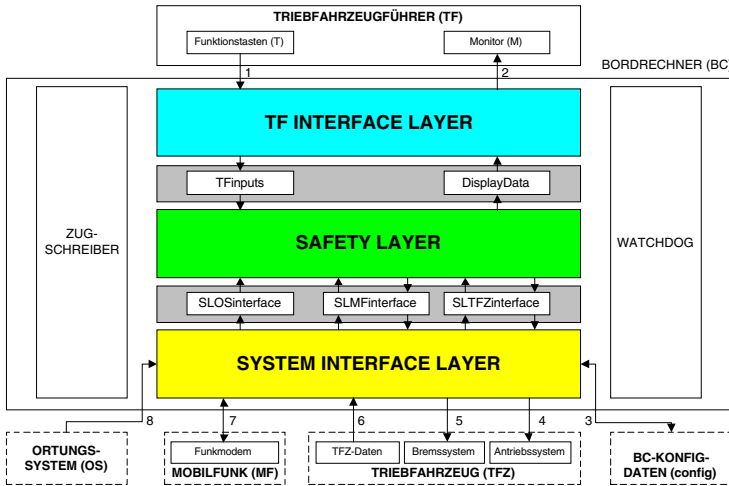 TRIEBFAHRZEUGFÜHRER (TF)
Funktionstasten (T)
Monitor (M)
1
2
BORDRECHNER (BC)
TF INTERFACE LAYER
TFinputs
DisplayData
ZUG-
SCHREIBER
SAFETY LAYER
WATCHDOG
SLOSinterface
SLMFinterface
SLTFZinterface
SYSTEM INTERFACE LAYER
8
7
6
5
4
3
ORTUNGS-
SYSTEM (OS)
Funkmodem
MOBILFUNK (MF)
TFZ-Daten
Bremssystem
Antriebssystem
TRIEBFAHRZEUG (TFZ)
BC-KONFIG-
DATEN (config)